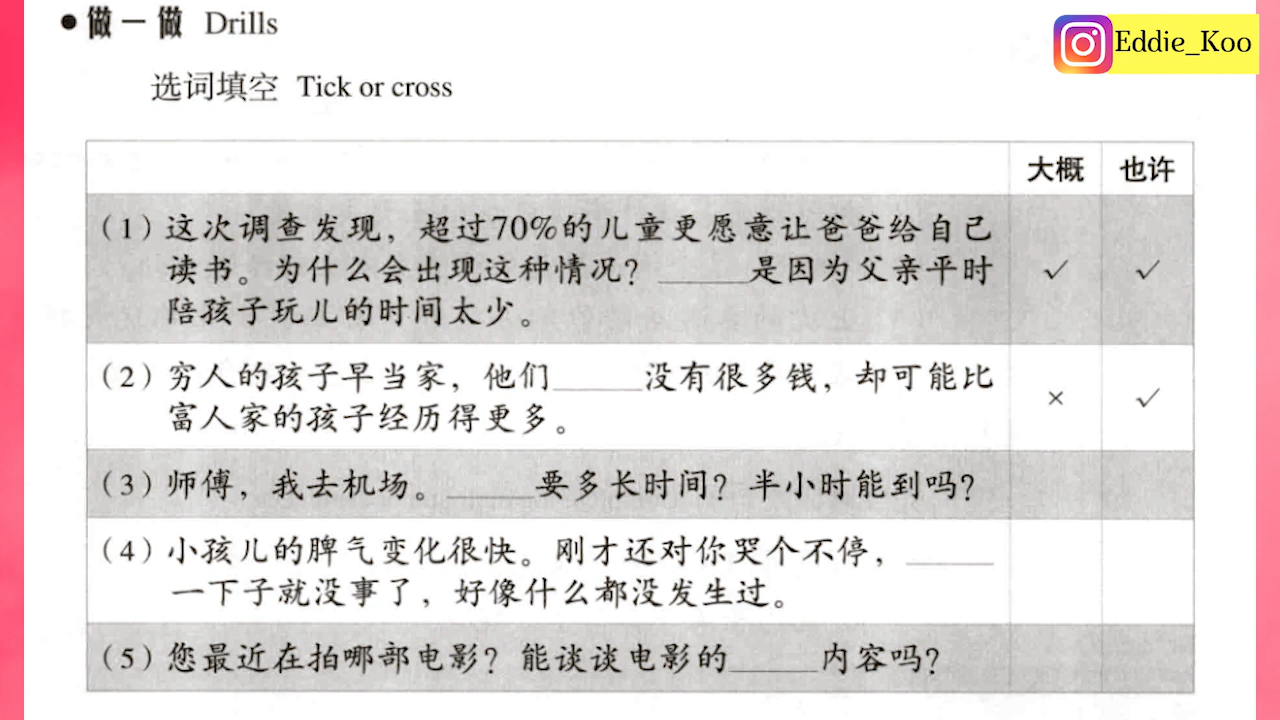 ● 做一做 Drills
Eddie_Koo
选词填空 Tick or cross
大概 也许
(1) 这次调查发现，超过70%的儿童更愿意让爸爸给自己 
读书。为什么会出现这种情况？______是因为父亲平时 ✓ ✓
陪孩子玩儿的时间太少。
(2) 穷人的孩子早当家，他们______没有很多钱，却可能比 × ✓
富人家的孩子经历得更多。
(3) 师傅，我去机场。______要多长时间？半小时能到吗？
(4) 小孩儿的脾气变化很快。刚才还对你哭个不停，______
一下子就没事了，好像什么都没发生过。
(5) 您最近在拍哪部电影？能谈谈电影的______内容吗？